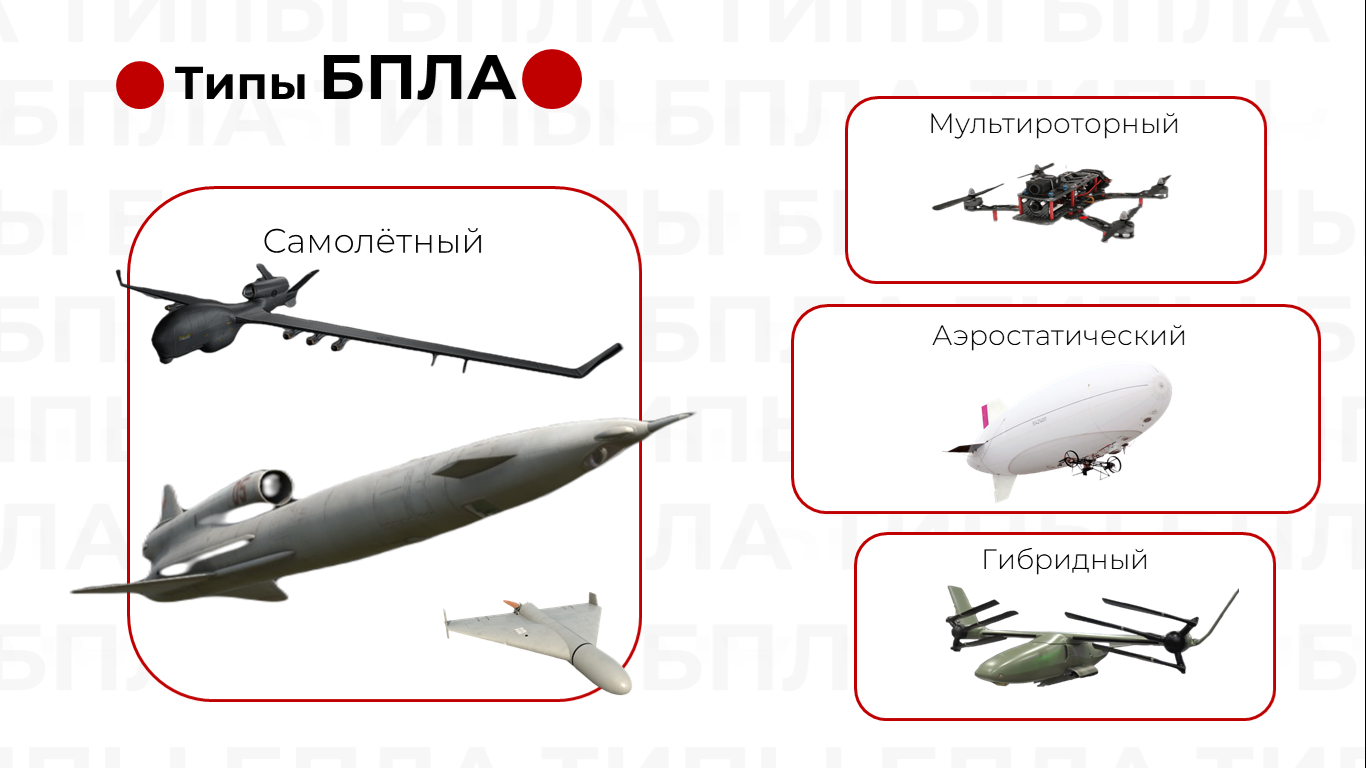 Типы БПЛА
Самолётный
Мультироторный
Аэростатический
Гибридный